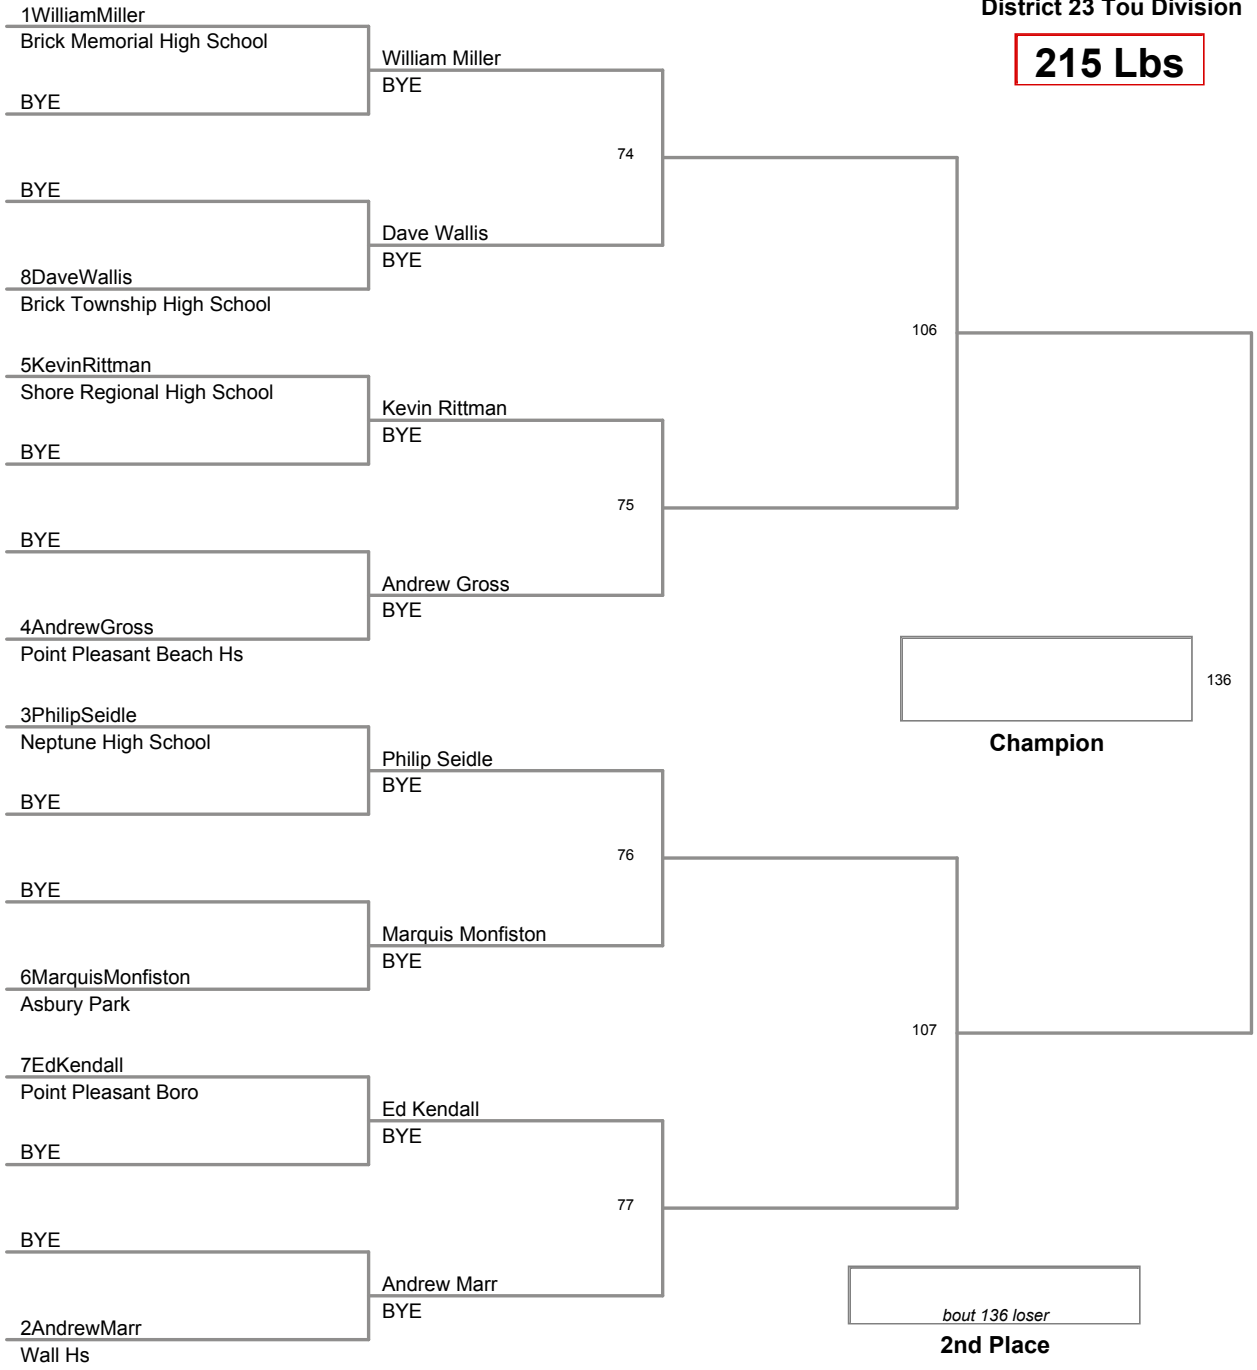 District 23 Tou Division
215 Lbs
1WilliamMiller
Brick Memorial High School
BYE
William Miller
BYE
74
BYE
8DaveWallis
Brick Township High School
Dave Wallis
BYE
106
5KevinRittman
Shore Regional High School
BYE
Kevin Rittman
BYE
75
BYE
4AndrewGross
Point Pleasant Beach Hs
Andrew Gross
BYE
136
Champion
3PhilipSeidle
Neptune High School
BYE
Philip Seidle
BYE
76
BYE
6MarquisMonfiston
Asbury Park
Marquis Monfiston
BYE
107
7EdKendall
Point Pleasant Boro
BYE
Ed Kendall
BYE
77
BYE
2AndrewMarr
Wall Hs
Andrew Marr
BYE
bout 136 loser
2nd Place